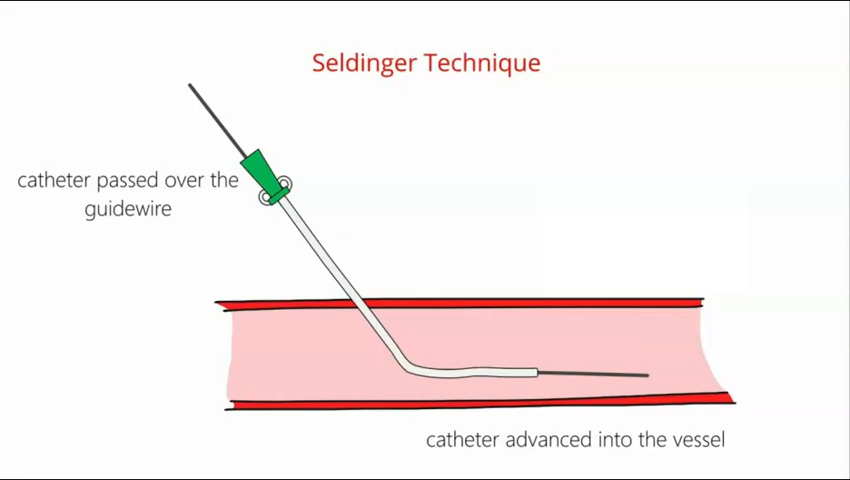 Seldinger Technique
catheter passed over the
guidewire
catheter advanced into the vessel